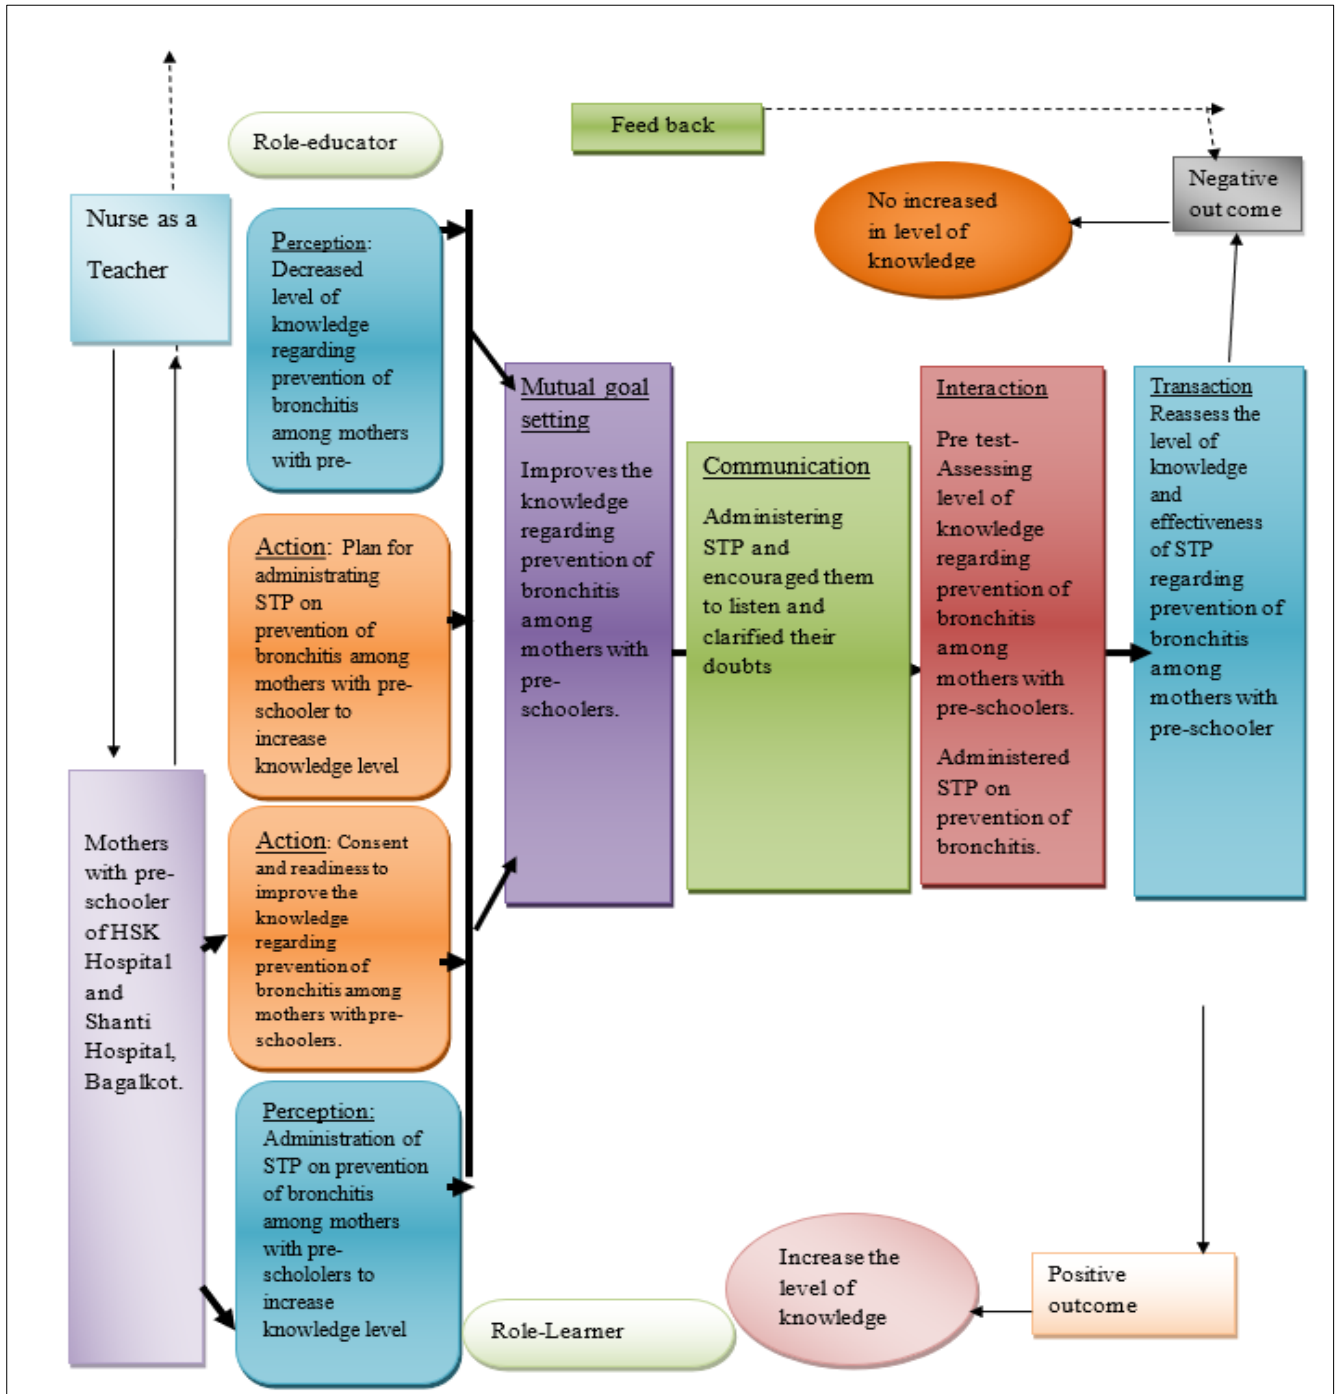 Role-educator
Feed back
Nurse as a
Teacher
Perception:
Decreased
level of
knowledge
regarding
prevention of
bronchitis
among mothers
with pre-
No increased
in level of
knowledge
Negative
out come
Action: Plan for
administrating
STP on
prevention of
bronchitis among
mothers with pre-
schooler to
increase
knowledge level
Mutual goal
setting
Improves the
knowledge
regarding
prevention of
bronchitis
among
mothers with
pre-
schoolers.
Communication
Administering
STP and
encouraged them
to listen and
clarified their
doubts
Interaction
Pre test-
Assessing
level of
knowledge
regarding
prevention of
bronchitis
among
mothers with
pre-schoolers.
Administered
STP on
prevention of
bronchitis.
Transaction
Reassess the
level of
knowledge
and
effectiveness
of STP
regarding
prevention of
bronchitis
among
mothers with
pre-schooler
Mothers
with pre-
schooler
of HSK
Hospital
and
Shanti
Hospital,
Bagalkot.
Action: Consent
and readiness to
improve the
knowledge
regarding
prevention of
bronchitis among
mothers with pre-
schoolers.
Perception:
Administration of
STP on prevention
of bronchitis
among mothers
with pre-
schololers to
increase
knowledge level
Role-Learner
Increase the
level of
knowledge
Positive
outcome